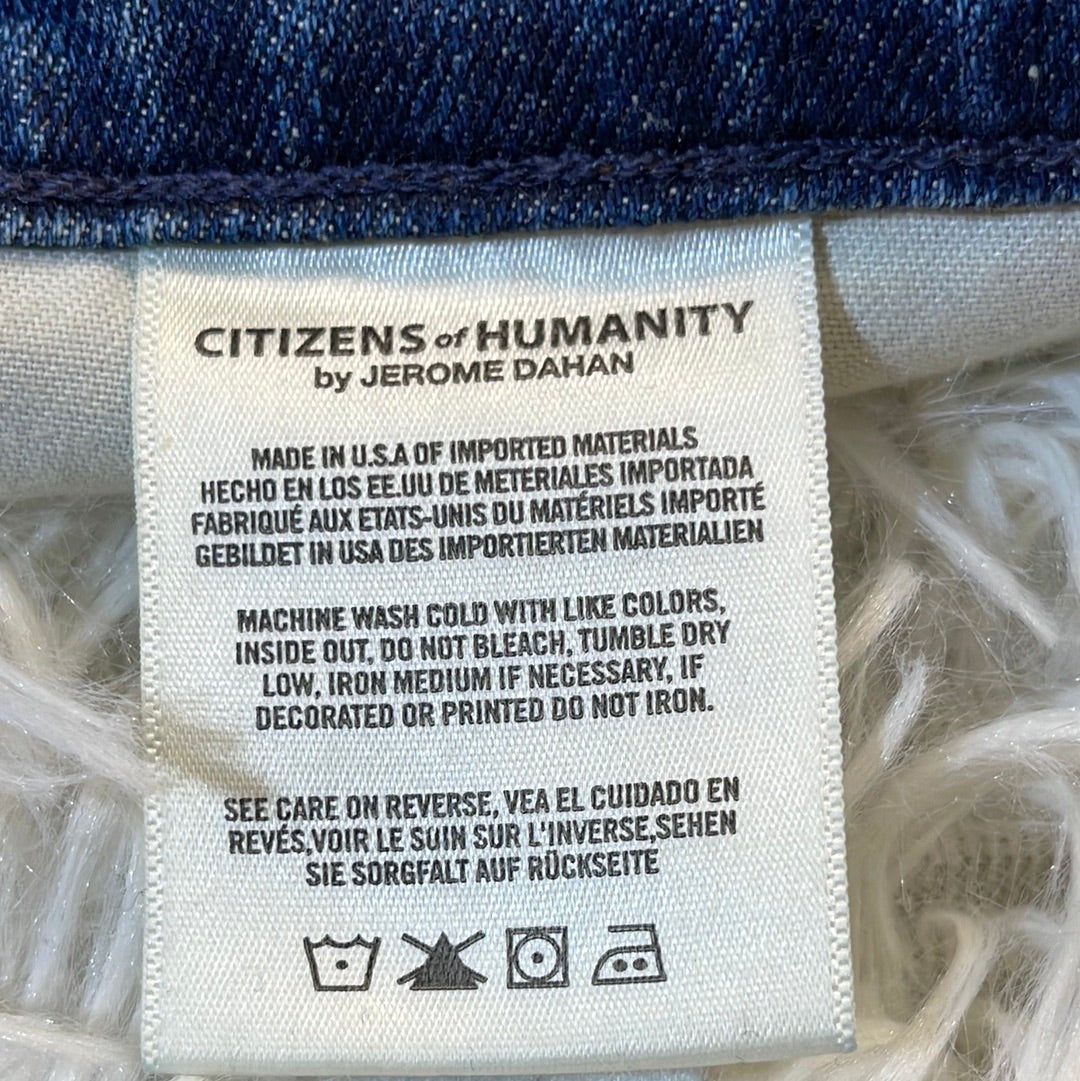 CITIZENS of HUMANITY
by JEROME DAHAN
MADE IN U.S.A OF IMPORTED MATERIALS
HECHO EN LOS EE.UU DE METERIALES IMPORTADA
FABRIQUÉ AUX ETATS-UNIS DU MATÉRIELS IMPORTÉ
GEBILDET IN USA DES IMPORTIERTEN MATERIALIEN
MACHINE WASH COLD WITH LIKE COLORS,
INSIDE OUT, DO NOT BLEACH, TUMBLE DRY
LOW, IRON MEDIUM IF NECESSARY, IF
DECORATED OR PRINTED DO NOT IRON.
SEE CARE ON REVERSE, VEA EL CUIDADO EN
REVÉS,VOIR LE SUIN SUR L'INVERSE,SEHEN
SIE SORGFALT AUF RÜCKSEITE